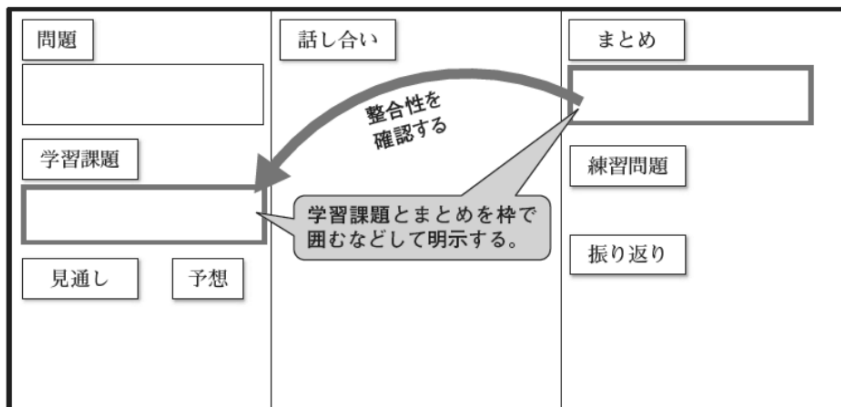 問題
学習課題
見通し
予想
話し合い
整合性を
確認する
学習課題とまとめを枠で
囲むなどして明示する。
まとめ
練習問題
振り返り